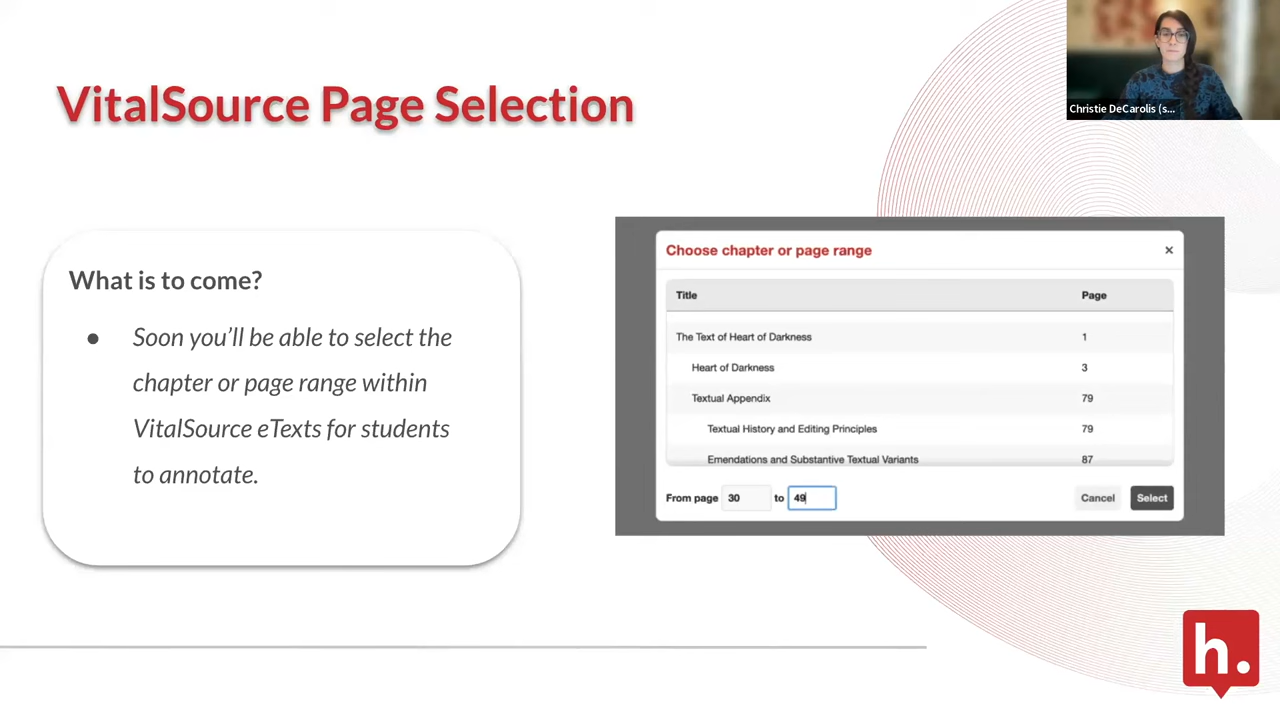 VitalSource Page Selection
Christie DeCarolis (s...
What is to come?
● Soon you'll be able to select the
chapter or page range within
VitalSource eTexts for students
to annotate.
Choose chapter or page range ×
Title Page
The Text of Heart of Darkness 1
Heart of Darkness 3
Textual Appendix 79
Textual History and Editing Principles 79
Emendations and Substantive Textual Variants 87
From page 30 to 49 Cancel Select
h.